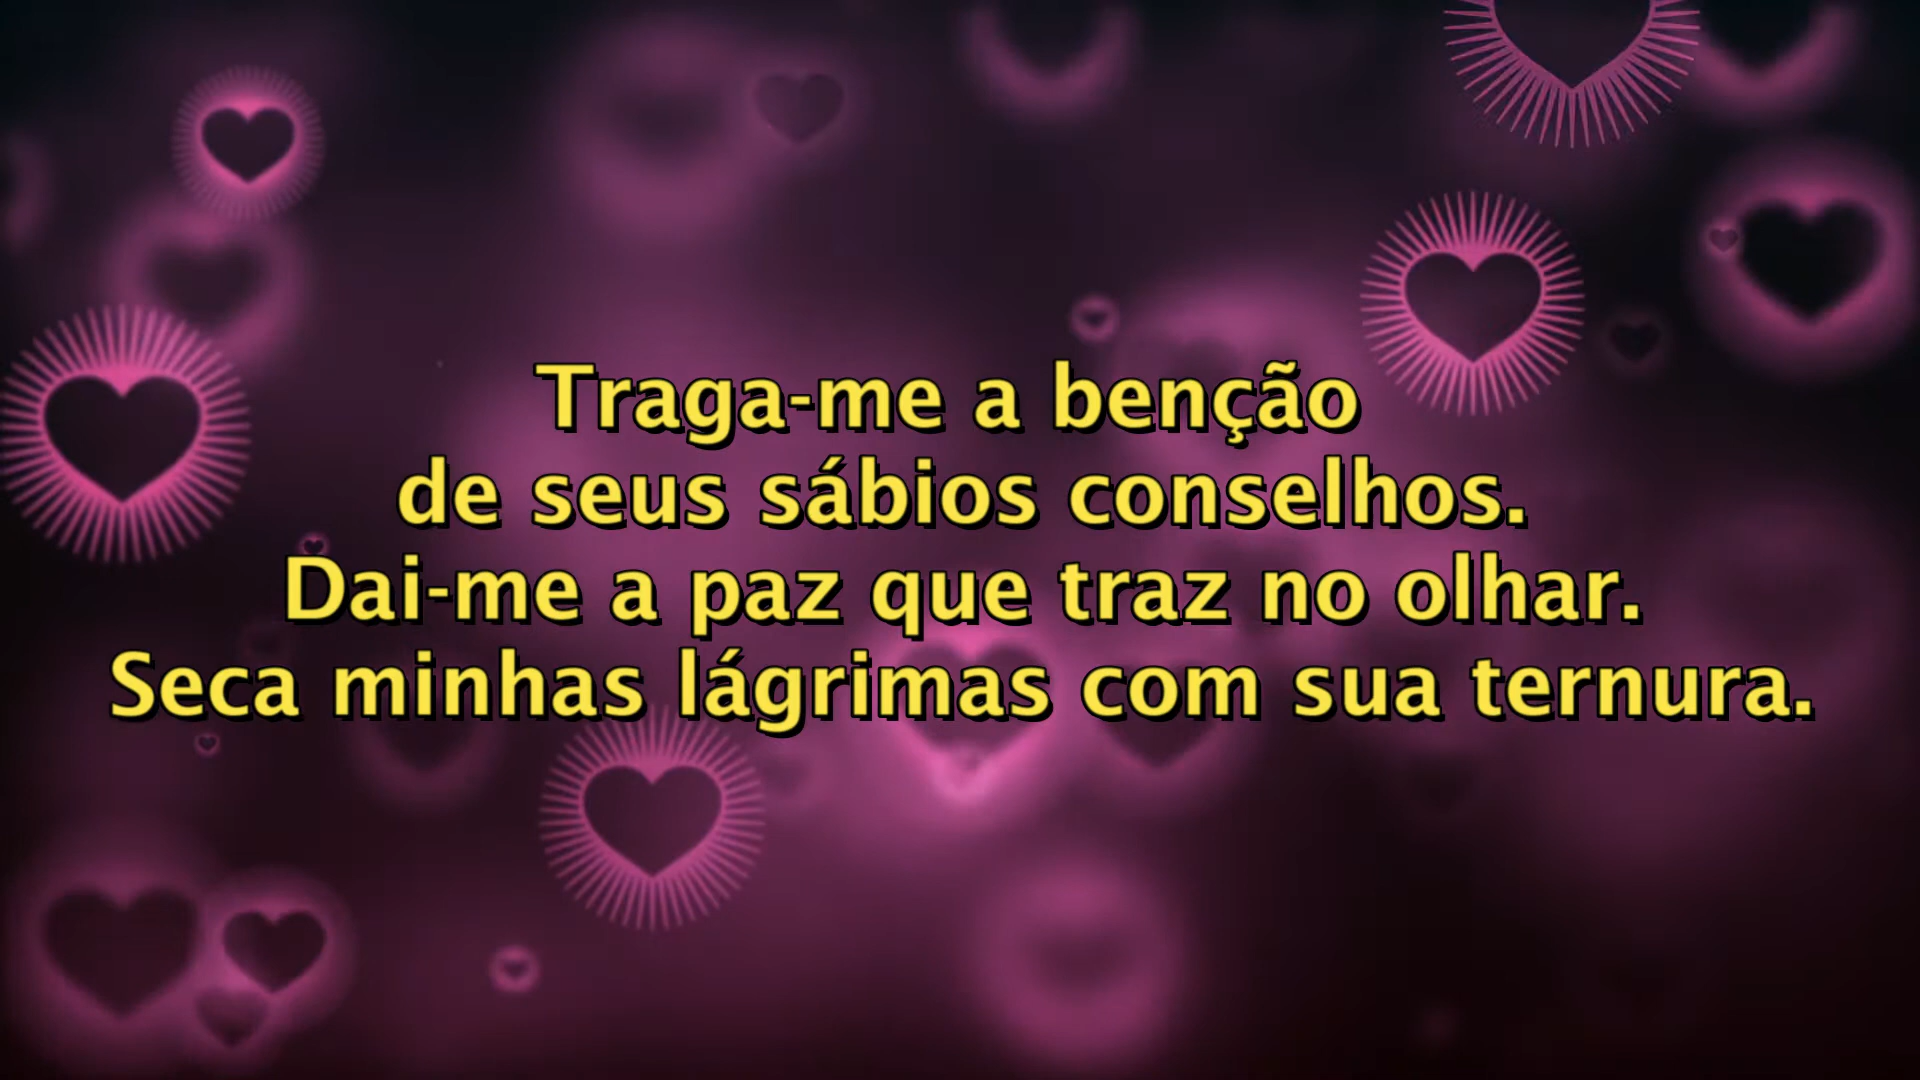 Traga-me a benção
de seus sábios conselhos.
Dai-me a paz que traz no olhar.
Seca minhas lágrimas com sua ternura.